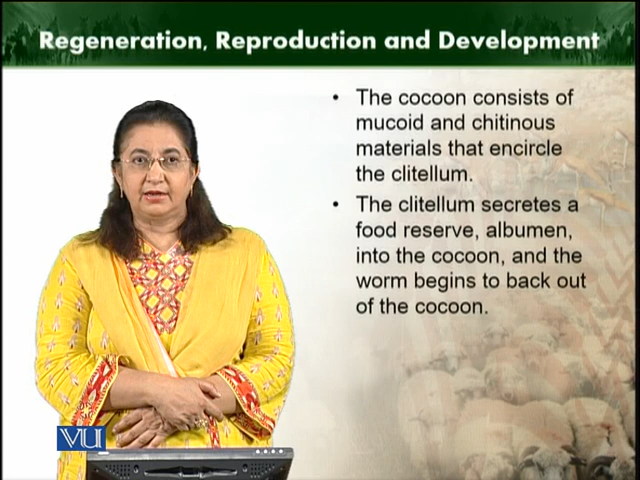 Regeneration, Reproduction and Development
• The cocoon consists of
mucoid and chitinous
materials that encircle
the clitellum.
• The clitellum secretes a
food reserve, albumen,
into the cocoon, and the
worm begins to back out
of the cocoon.
VU